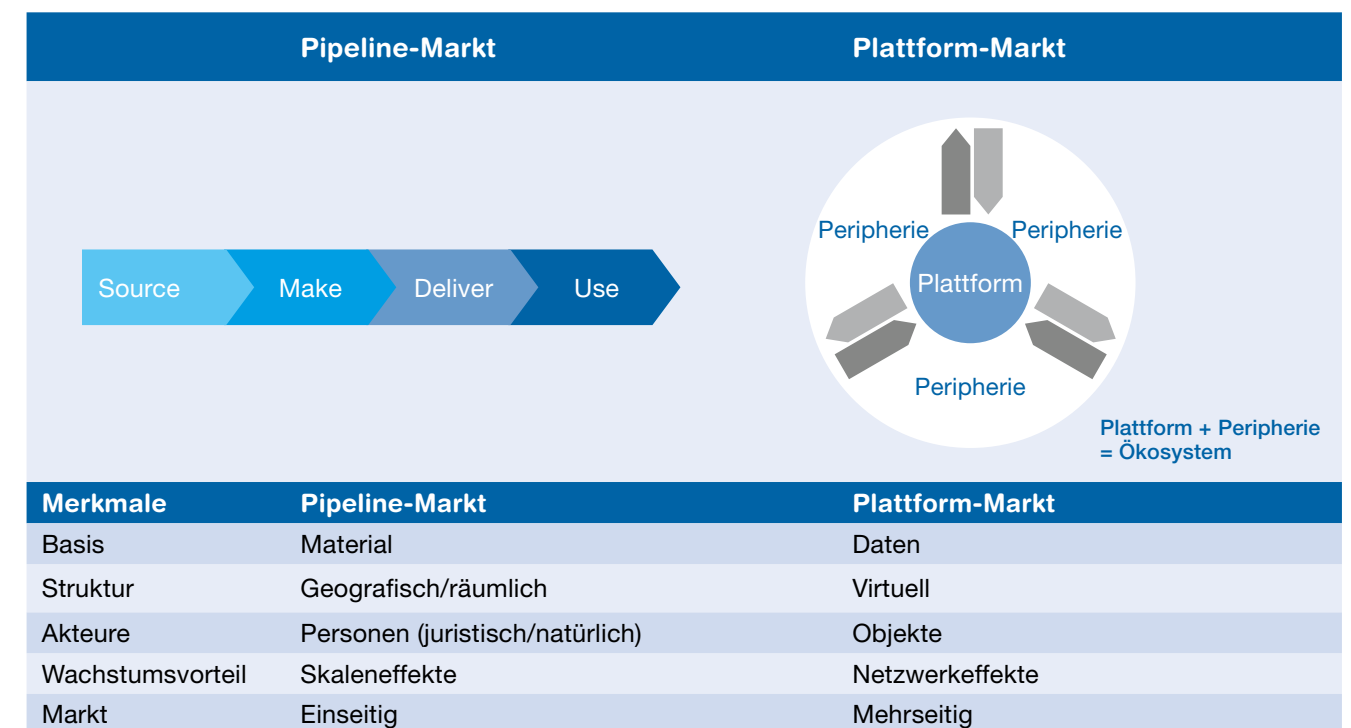 Pipeline-Markt Plattform-Markt
Source Make Deliver Use
Peripherie Peripherie
Plattform
Peripherie
Plattform + Peripherie
= Ökosystem
Merkmale Pipeline-Markt Plattform-Markt
Basis Material Daten
Struktur Geografisch/räumlich Virtuell
Akteure Personen (juristisch/natürlich) Objekte
Wachstumsvorteil Skaleneffekte Netzwerkeffekte
Markt Einseitig Mehrseitig